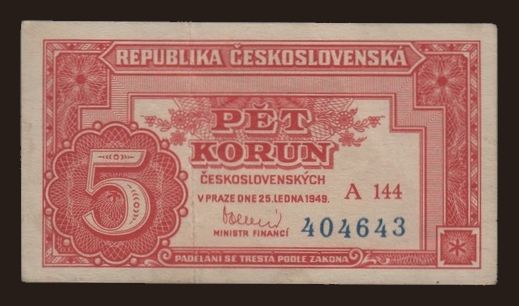 REPUBLIKA ČESKOSLOVENSKÁ
PĚT
KORUN
ČESKOSLOVENSKÝCH
V PRAZE DNE 25. LEDNA 1949.
A 144
404643
MINISTR FINANCÍ
5
PADĚLÁNÍ SE TRESTÁ PODLE ZÁKONA